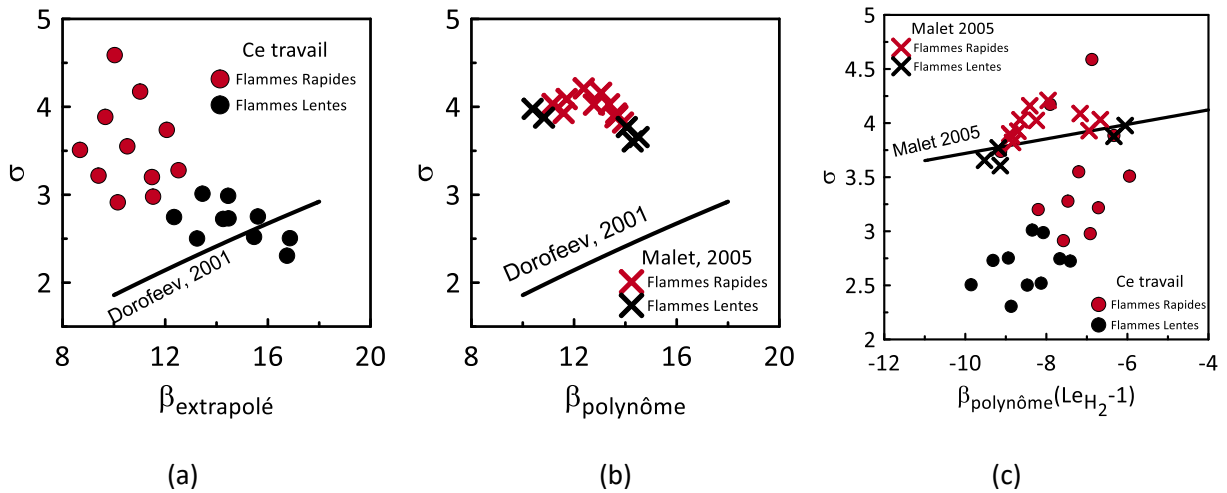 5
4
3
2
8
12
16
20
σ
β extrapolé
Ce travail
Flammes Rapides
Flammes Lentes
Dorofeev, 2001
(a)
5
4
3
2
8
12
16
20
σ
β polynôme
Dorofeev, 2001
Malet, 2005
Flammes Rapides
Flammes Lentes
(b)
5
4.5
4
3.5
3
2.5
2
-12
-10
-8
-6
-4
σ
β polynôme(Le H2-1)
Malet 2005
Flammes Rapides
Flammes Lentes
Malet 2005
Ce travail
Flammes Rapides
Flammes Lentes
(c)